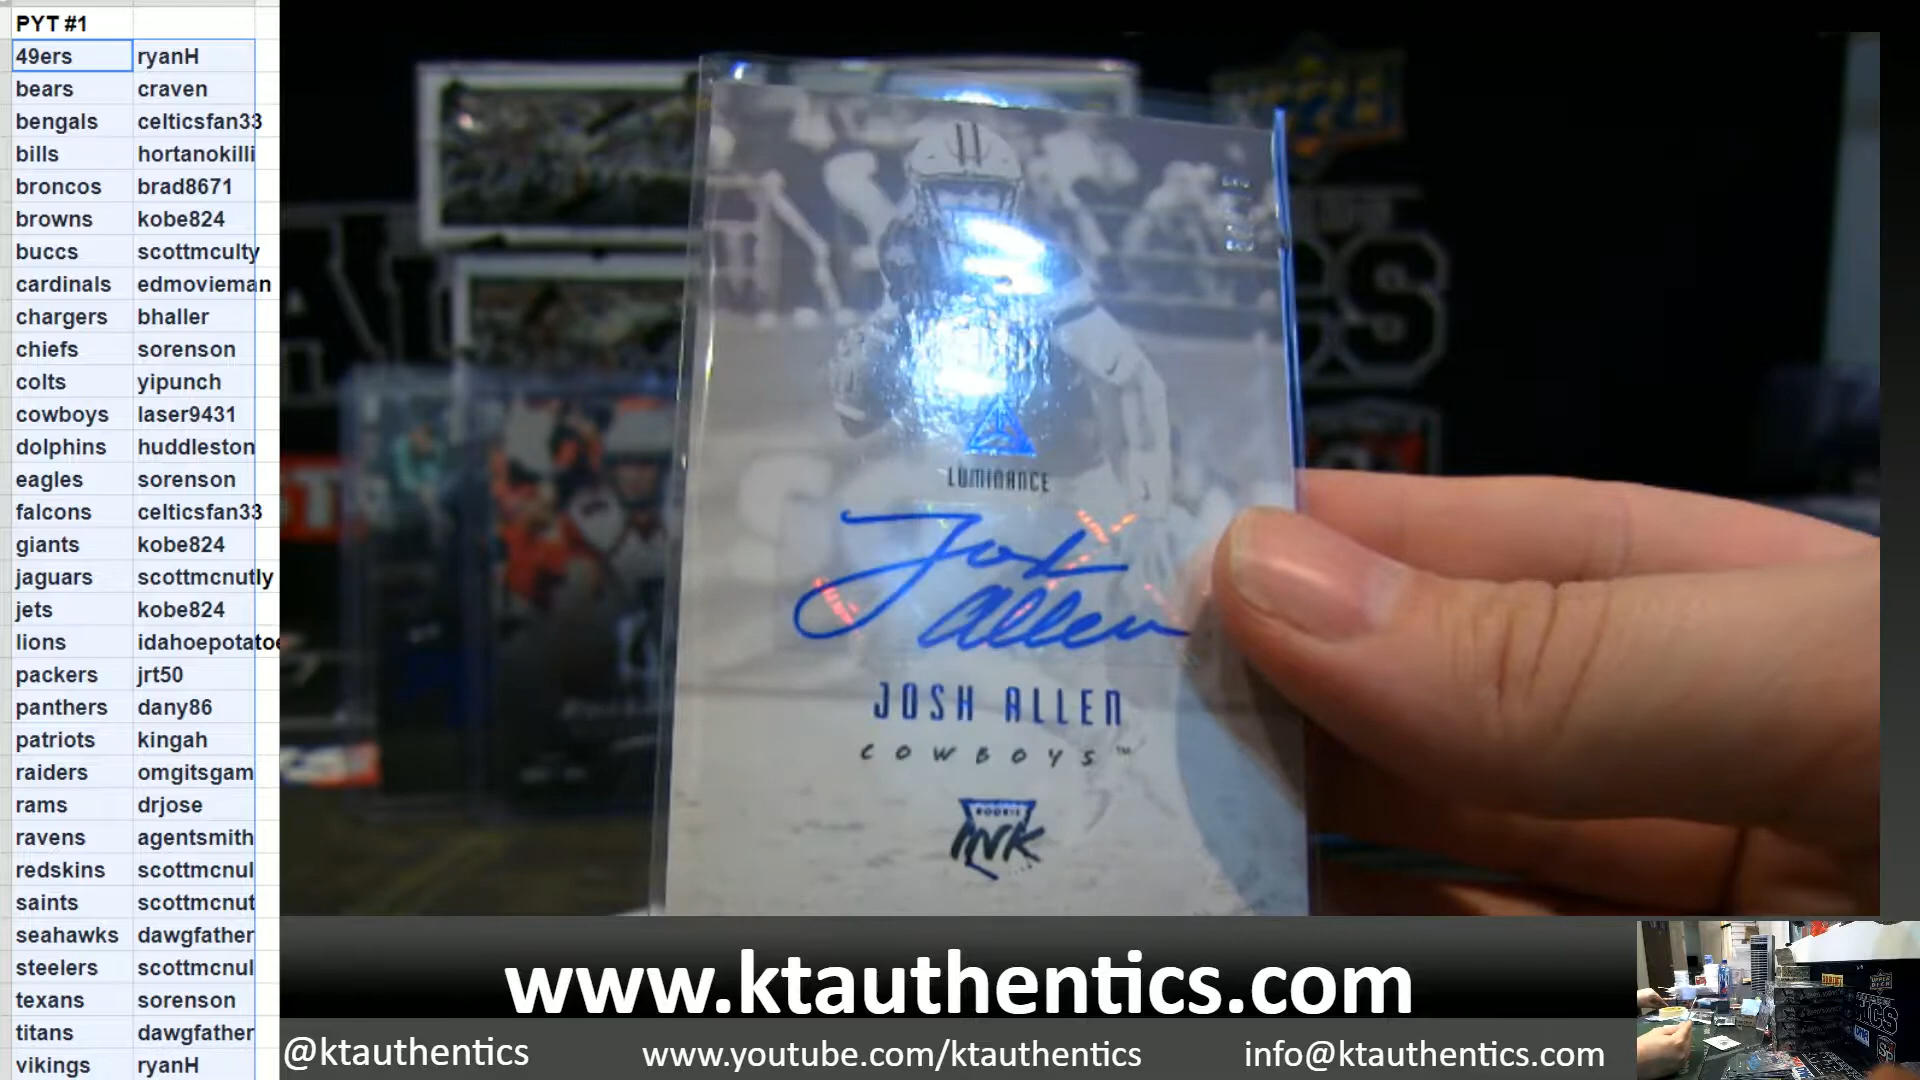 PYT #1
49ers ryanH
bears craven
bengals celticsfan33
bills hortanokilli
broncos brad8671
browns kobe824
buccs scottmculty
cardinals edmovieman
chargers bhaller
chiefs sorenson
colts yipunch
cowboys laser9431
dolphins huddleston
eagles sorenson
falcons celticsfan33
giants kobe824
jaguars scottmcnutly
jets kobe824
lions idahoepotatoe
packers jrt50
panthers dany86
patriots kingah
raiders omgitsgam
rams drjose
ravens agentsmith
redskins scottmcnul
saints scottmcnut
seahawks dawgfather
steelers scottmcnul
texans sorenson
titans dawgfather
vikings ryanH
LUMINANCE
Josh
Allen
JOSH ALLEN
COWBOYS™
ROOKIE
INK
www.ktauthentics.com
@ktauthentics www.youtube.com/ktauthentics info@ktauthentics.com